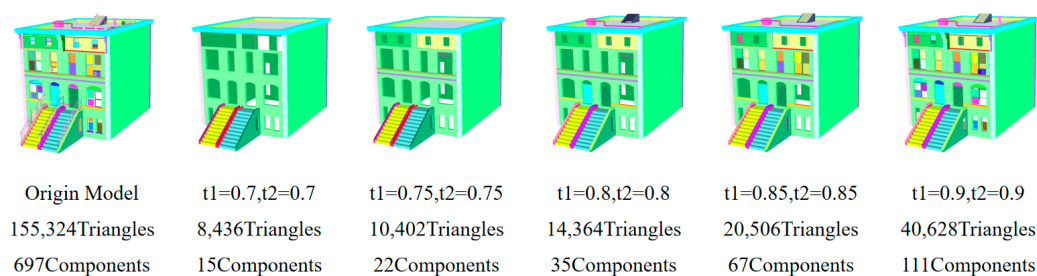 Origin Model t1=0.7,t2=0.7 t1=0.75,t2=0.75 t1=0.8,t2=0.8 t1=0.85,t2=0.85 t1=0.9,t2=0.9
155,324Triangles 8,436Triangles 10,402Triangles 14,364Triangles 20,506Triangles 40,628Triangles
697Components 15Components 22Components 35Components 67Components 111Components